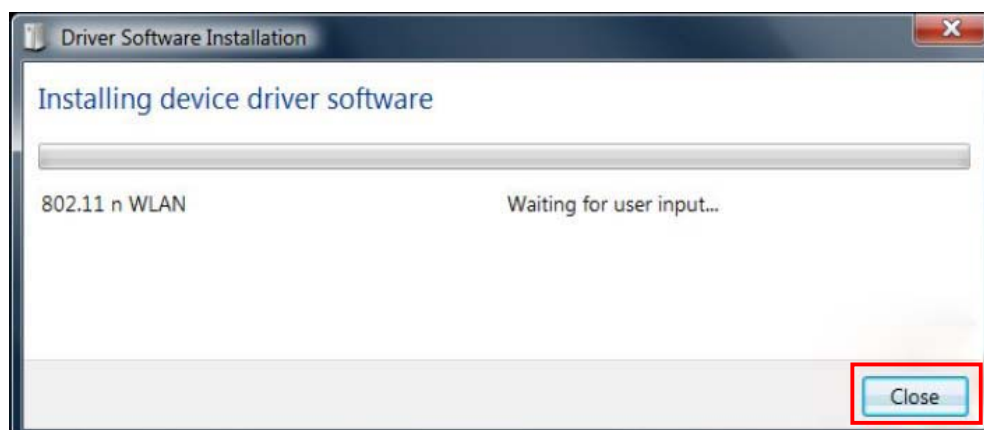 Driver Software Installation
Installing device driver software
802.11 n WLAN Waiting for user input...
Close